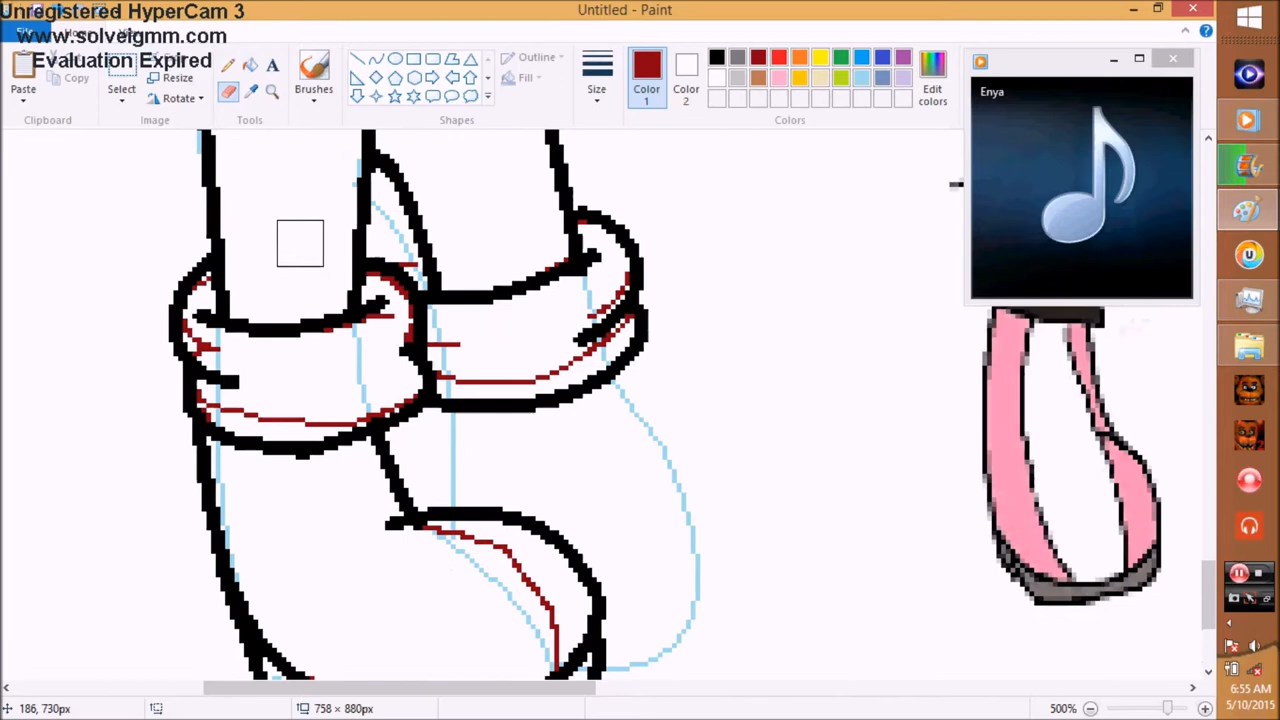 Unregistered HyperCam 3
www.solveigmm.com
Evaluation Expired
Untitled - Paint
File
Paste
Cut
Copy
Clipboard
Select
Resize
Rotate
Image
A
Tools
Brushes
Shapes
Outline
Fill
Size
Color 1
Color 2
Edit colors
Colors
Enya
186, 730px
758 × 880px
500%
6:55 AM
5/10/2015